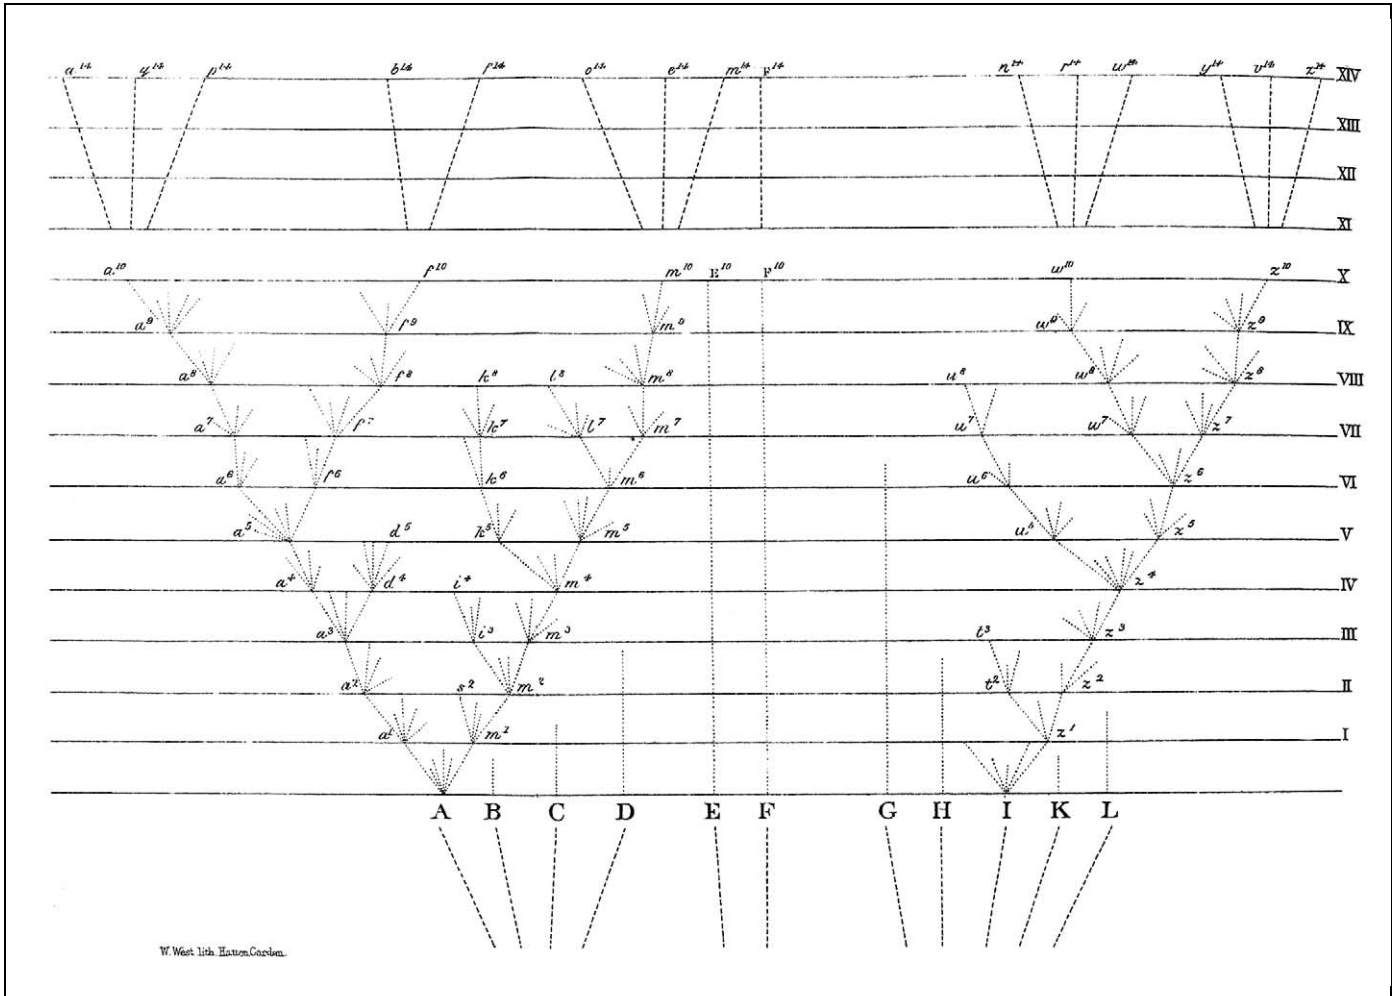 a¹⁴ q¹⁴ p¹⁴ b¹⁴ f¹⁴ o¹⁴ e¹⁴ m¹⁴ F¹⁴ n¹⁴ r¹⁴ w¹⁴ y¹⁴ v¹⁴ z¹⁴ XIV
XIII
XII
XI
a¹⁰ f¹⁰ m¹⁰ E¹⁰ F¹⁰ w¹⁰ z¹⁰ X
a⁹ f⁹ m⁹ w⁹ z⁹ IX
a⁸ f⁸ k⁸ l⁸ m⁸ u⁸ w⁸ z⁸ VIII
a⁷ f⁷ k⁷ l⁷ m⁷ u⁷ w⁷ z⁷ VII
a⁶ f⁶ k⁶ m⁶ u⁶ z⁶ VI
a⁵ d⁵ k⁵ m⁵ u⁵ z⁵ V
a⁴ d⁴ i⁴ m⁴ z⁴ IV
a³ i³ m³ t³ z³ III
a² s² m² t² z² II
a¹ m¹ z¹ I
A B C D E F G H I K L
W. West lith. Hatton Garden.